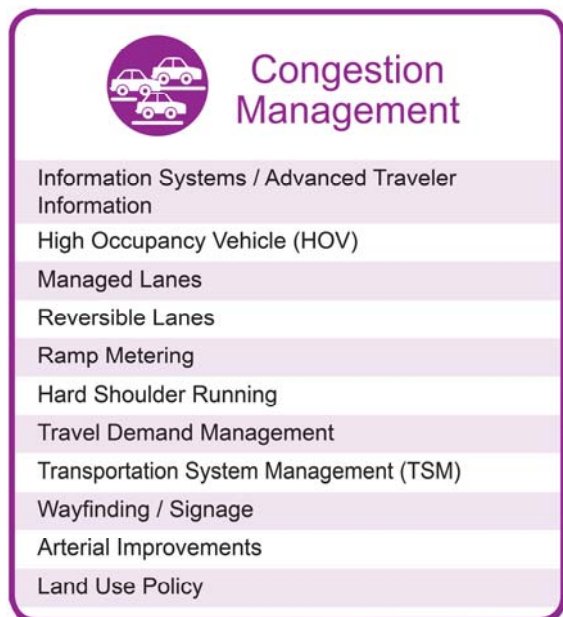 Congestion
Management
Information Systems / Advanced Traveler
Information
High Occupancy Vehicle (HOV)
Managed Lanes
Reversible Lanes
Ramp Metering
Hard Shoulder Running
Travel Demand Management
Transportation System Management (TSM)
Wayfinding / Signage
Arterial Improvements
Land Use Policy